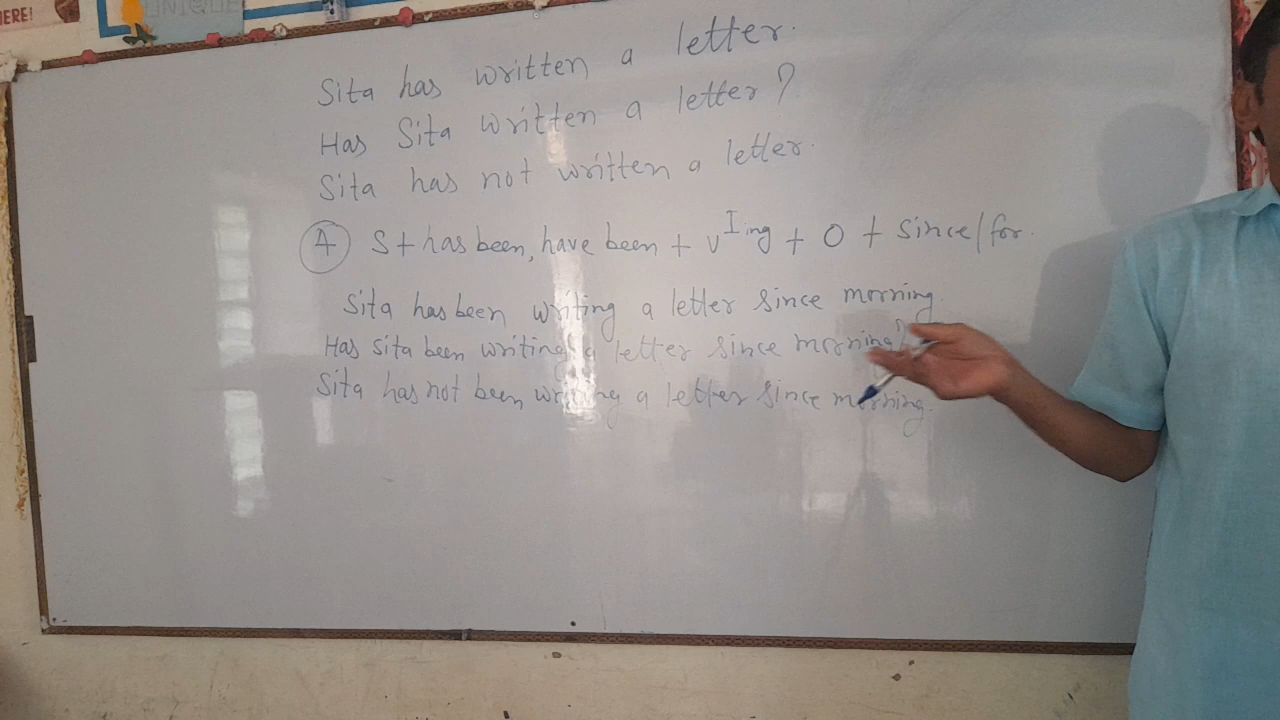 HERE!
UNIQUE
Sita has written a letter.
Has Sita written a letter?
Sita has not written a letter.
4 S + has been, have been + v^I ing + O + since/for.
Sita has been writing a letter since morning.
Has Sita been writing a letter since morning?
Sita has not been writing a letter since morning.